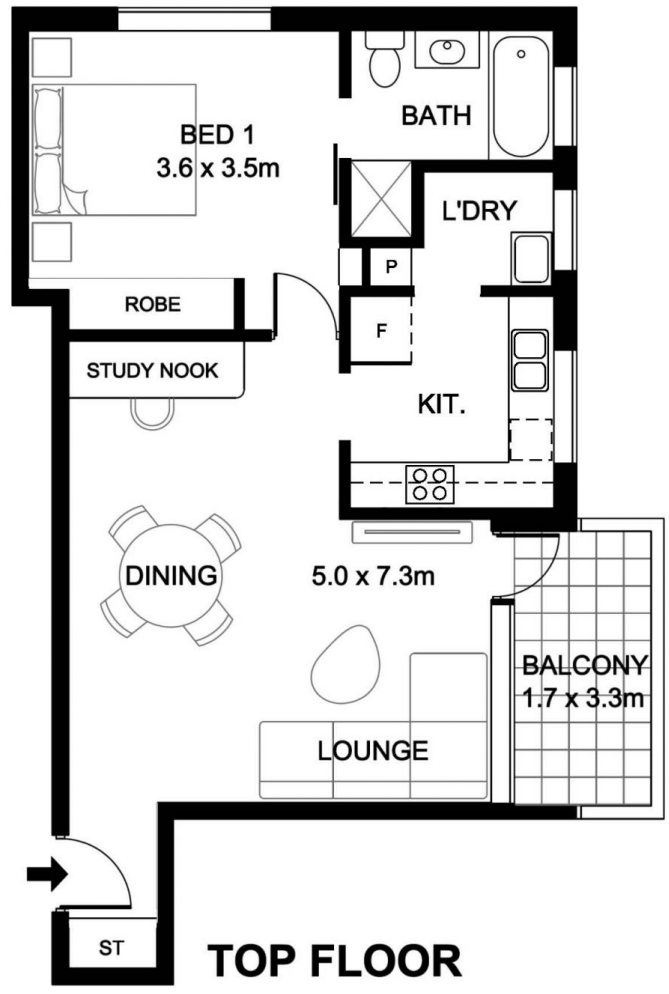 BATH
BED 1
3.6 x 3.5m
L'DRY
P
ROBE
F
STUDY NOOK
KIT.
DINING
5.0 x 7.3m
BALCONY
1.7 x 3.3m
LOUNGE
ST
TOP FLOOR